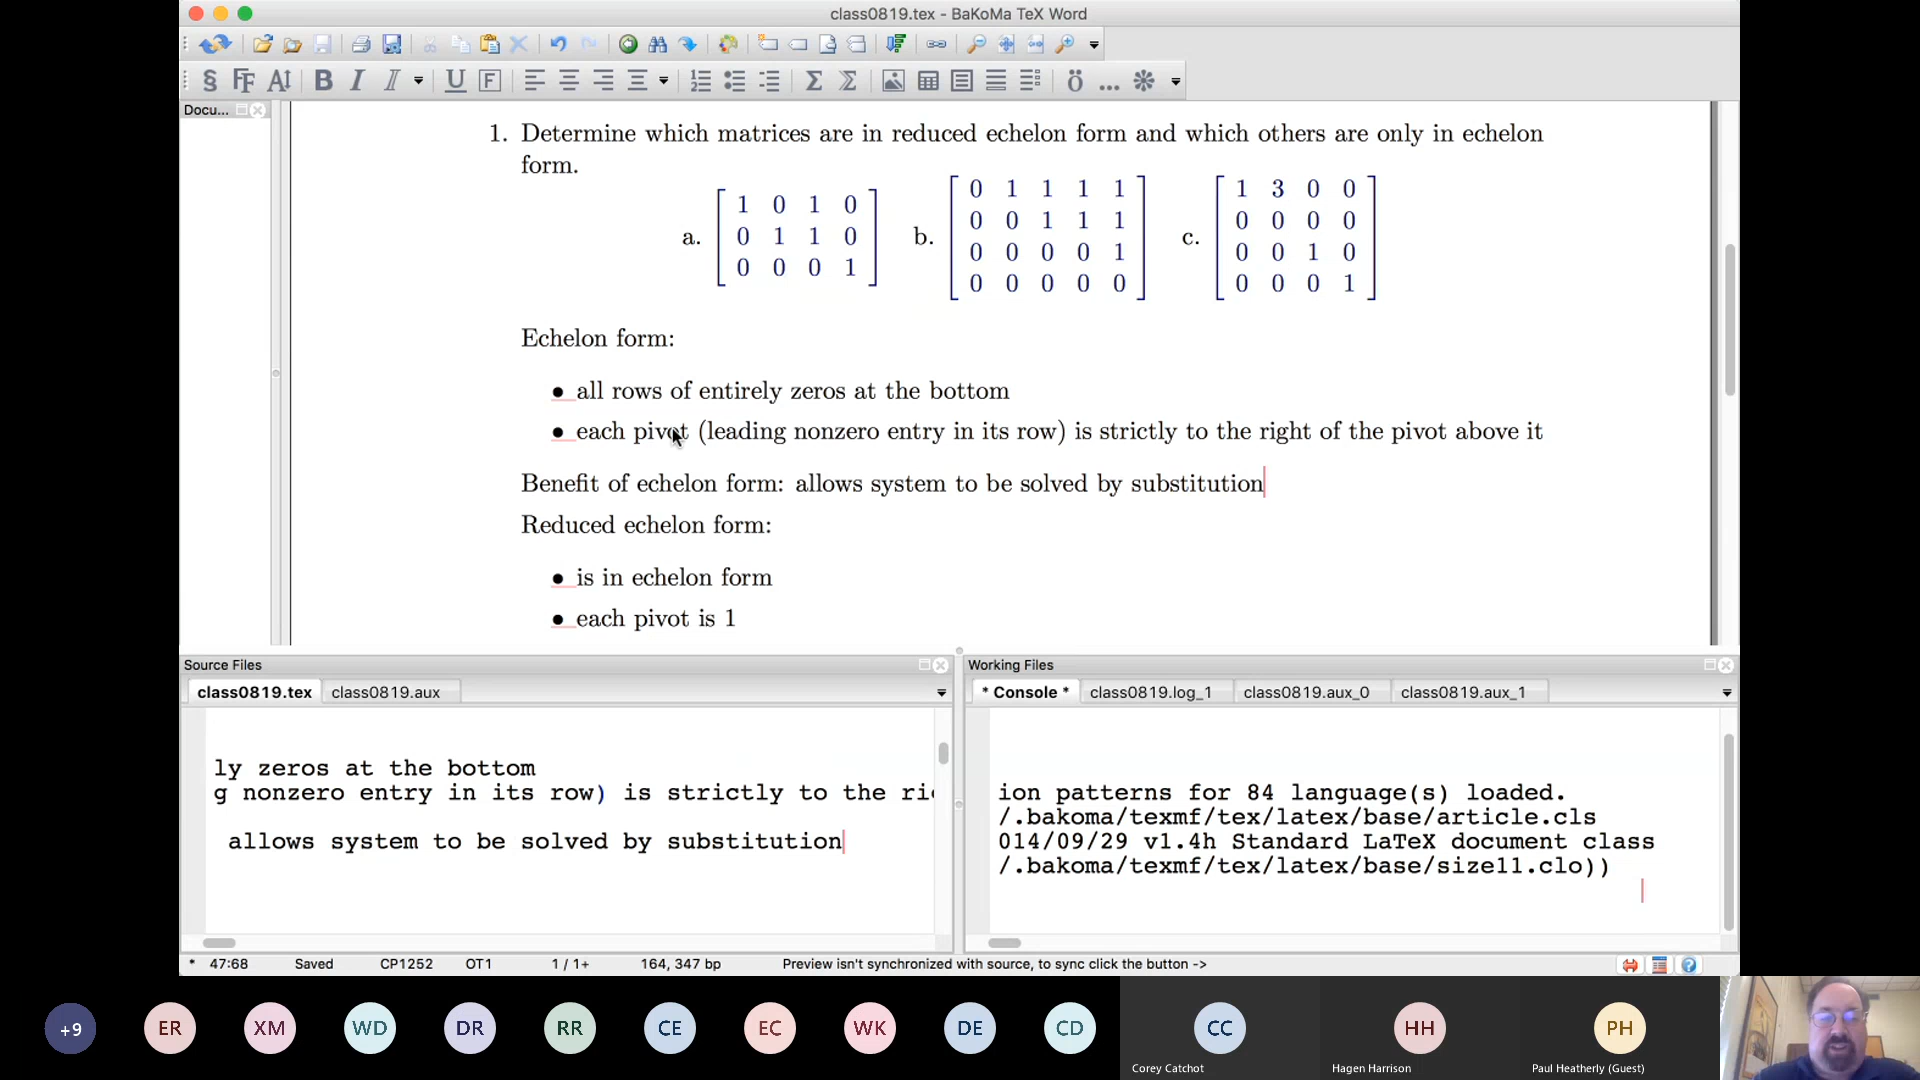 class0819.tex - BaKoMa TeX Word
Docu...
1. Determine which matrices are in reduced echelon form and which others are only in echelon
form.
a.
1 0 1 0
0 1 1 0
0 0 0 1
b.
0 1 1 1 1
0 0 1 1 1
0 0 0 0 1
0 0 0 0 0
c.
1 3 0 0
0 0 0 0
0 0 1 0
0 0 0 1
Echelon form:
• all rows of entirely zeros at the bottom
• each pivot (leading nonzero entry in its row) is strictly to the right of the pivot above it
Benefit of echelon form: allows system to be solved by substitution
Reduced echelon form:
• is in echelon form
• each pivot is 1
Source Files
class0819.tex class0819.aux
ly zeros at the bottom
g nonzero entry in its row) is strictly to the ri
allows system to be solved by substitution
Working Files
* Console * class0819.log_1 class0819.aux_0 class0819.aux_1
ion patterns for 84 language(s) loaded.
/.bakoma/texmf/tex/latex/base/article.cls
014/09/29 v1.4h Standard LaTeX document class
/.bakoma/texmf/tex/latex/base/size11.clo))
* 47:68 Saved CP1252 OT1 1 / 1+ 164, 347 bp Preview isn't synchronized with source, to sync click the button ->
+9 ER XM WD DR RR CE EC WK DE CD CC HH PH
Corey Catchot Hagen Harrison Paul Heatherly (Guest)